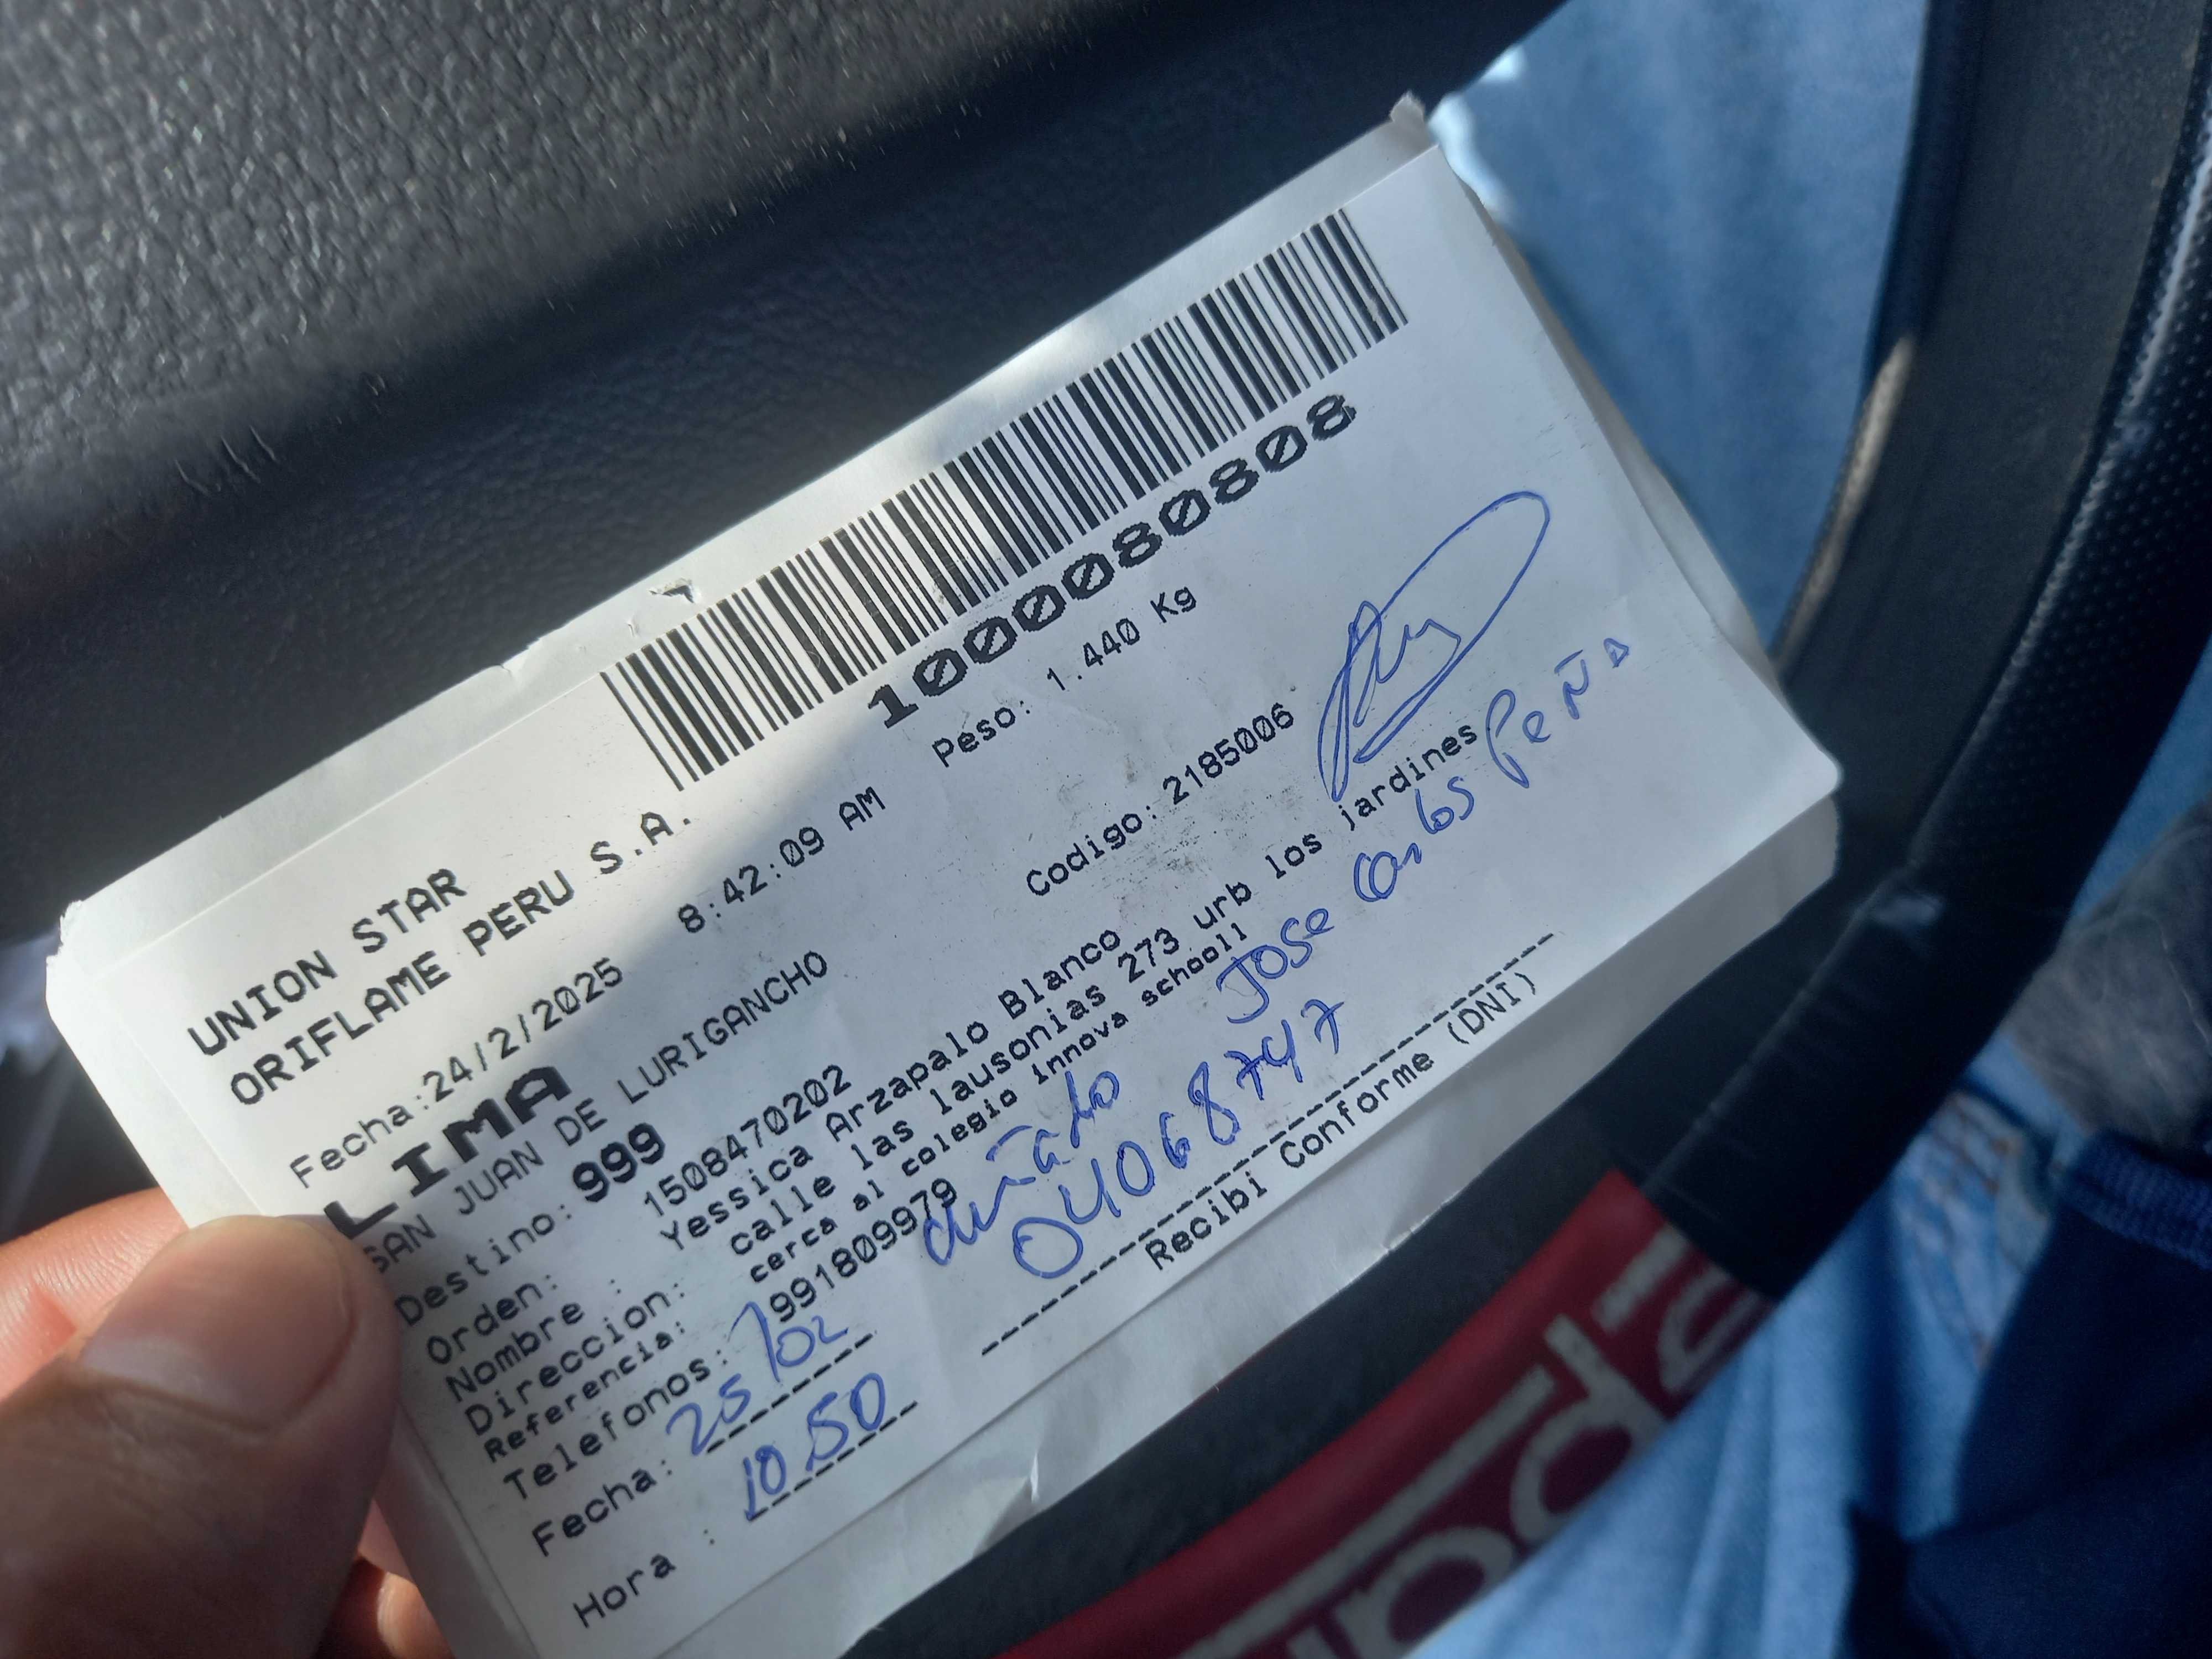 10000080808
UNION STAR
ORIFLAME PERU S.A.
Peso: 1.440 Kg
Fecha:24/2/2025 8:42:09 AM
LIMA
SAN JUAN DE LURIGANCHO
Destino: 999
Codigo: 2185006
Orden: 1508470202
Nombre : Yessica Arzapalo Blanco
Direccion: calle las lausonias 273 urb los jardines
Referencia: cerca al colegio innova schooll
Telefonos: 991809979
Jose Carlos Peña
cuñado
04068747
Fecha: 25/02
Hora : 10.50
Recibi Conforme (DNI)